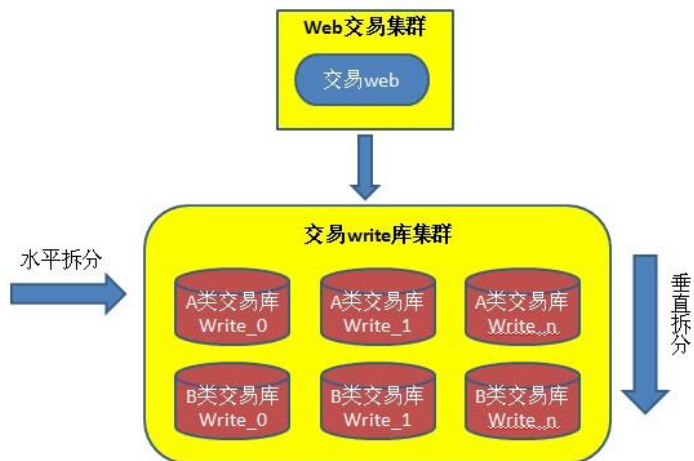 Web交易集群
交易web
交易write库集群
水平拆分
A类交易库
Write_0
A类交易库
Write_1
A类交易库
Write_n
B类交易库
Write_0
B类交易库
Write_1
B类交易库
Write_n
垂直拆分